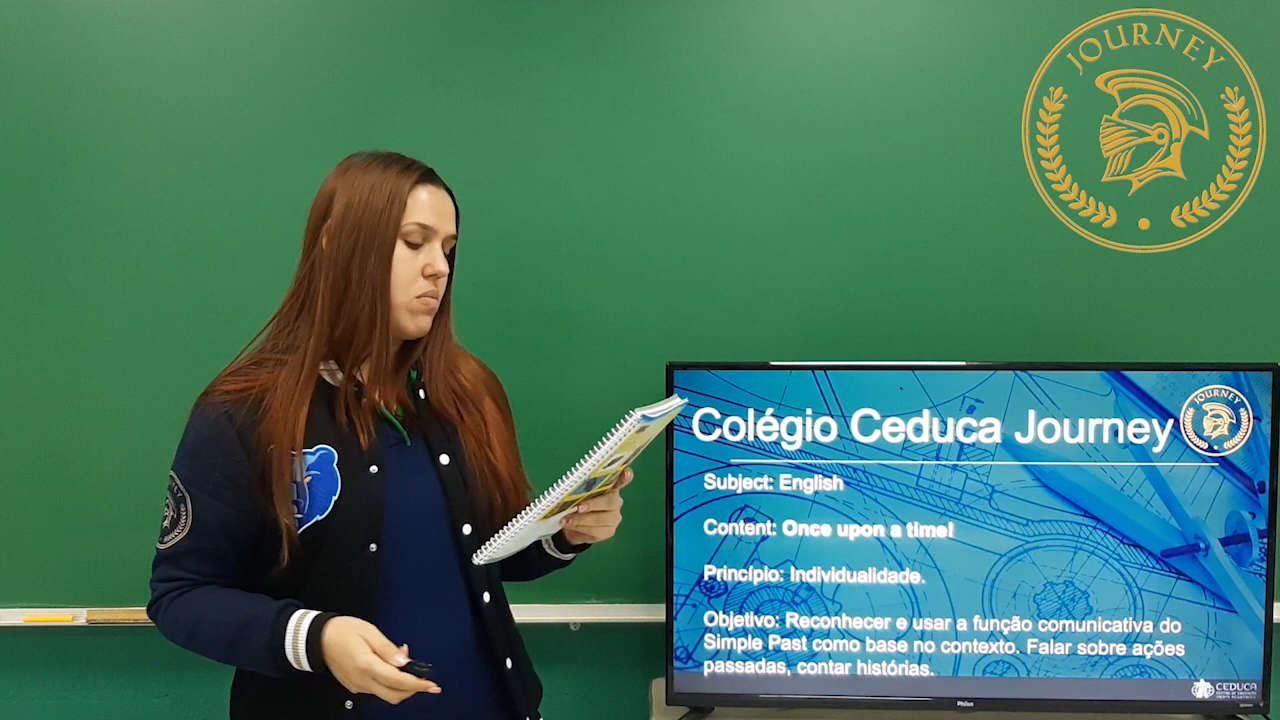 JOURNEY
Colégio Ceduca Journey
JOURNEY
Subject: English
Content: Once upon a time!
Princípio: Individualidade.
Objetivo: Reconhecer e usar a função comunicativa do
Simple Past como base no contexto. Falar sobre ações
passadas, contar histórias.
CEDUCA
Philco